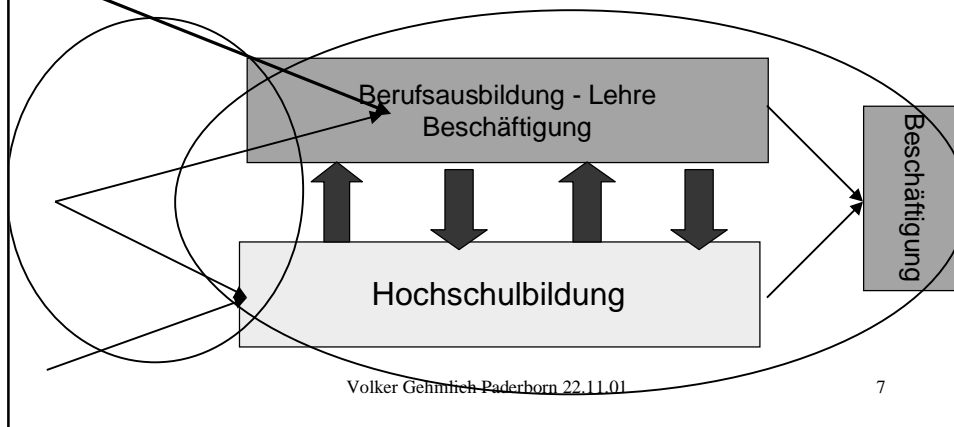 Berufsausbildung - Lehre
Beschäftigung
Beschäftigung
Hochschulbildung
Volker Gehmlich Paderborn 22.11.01
7